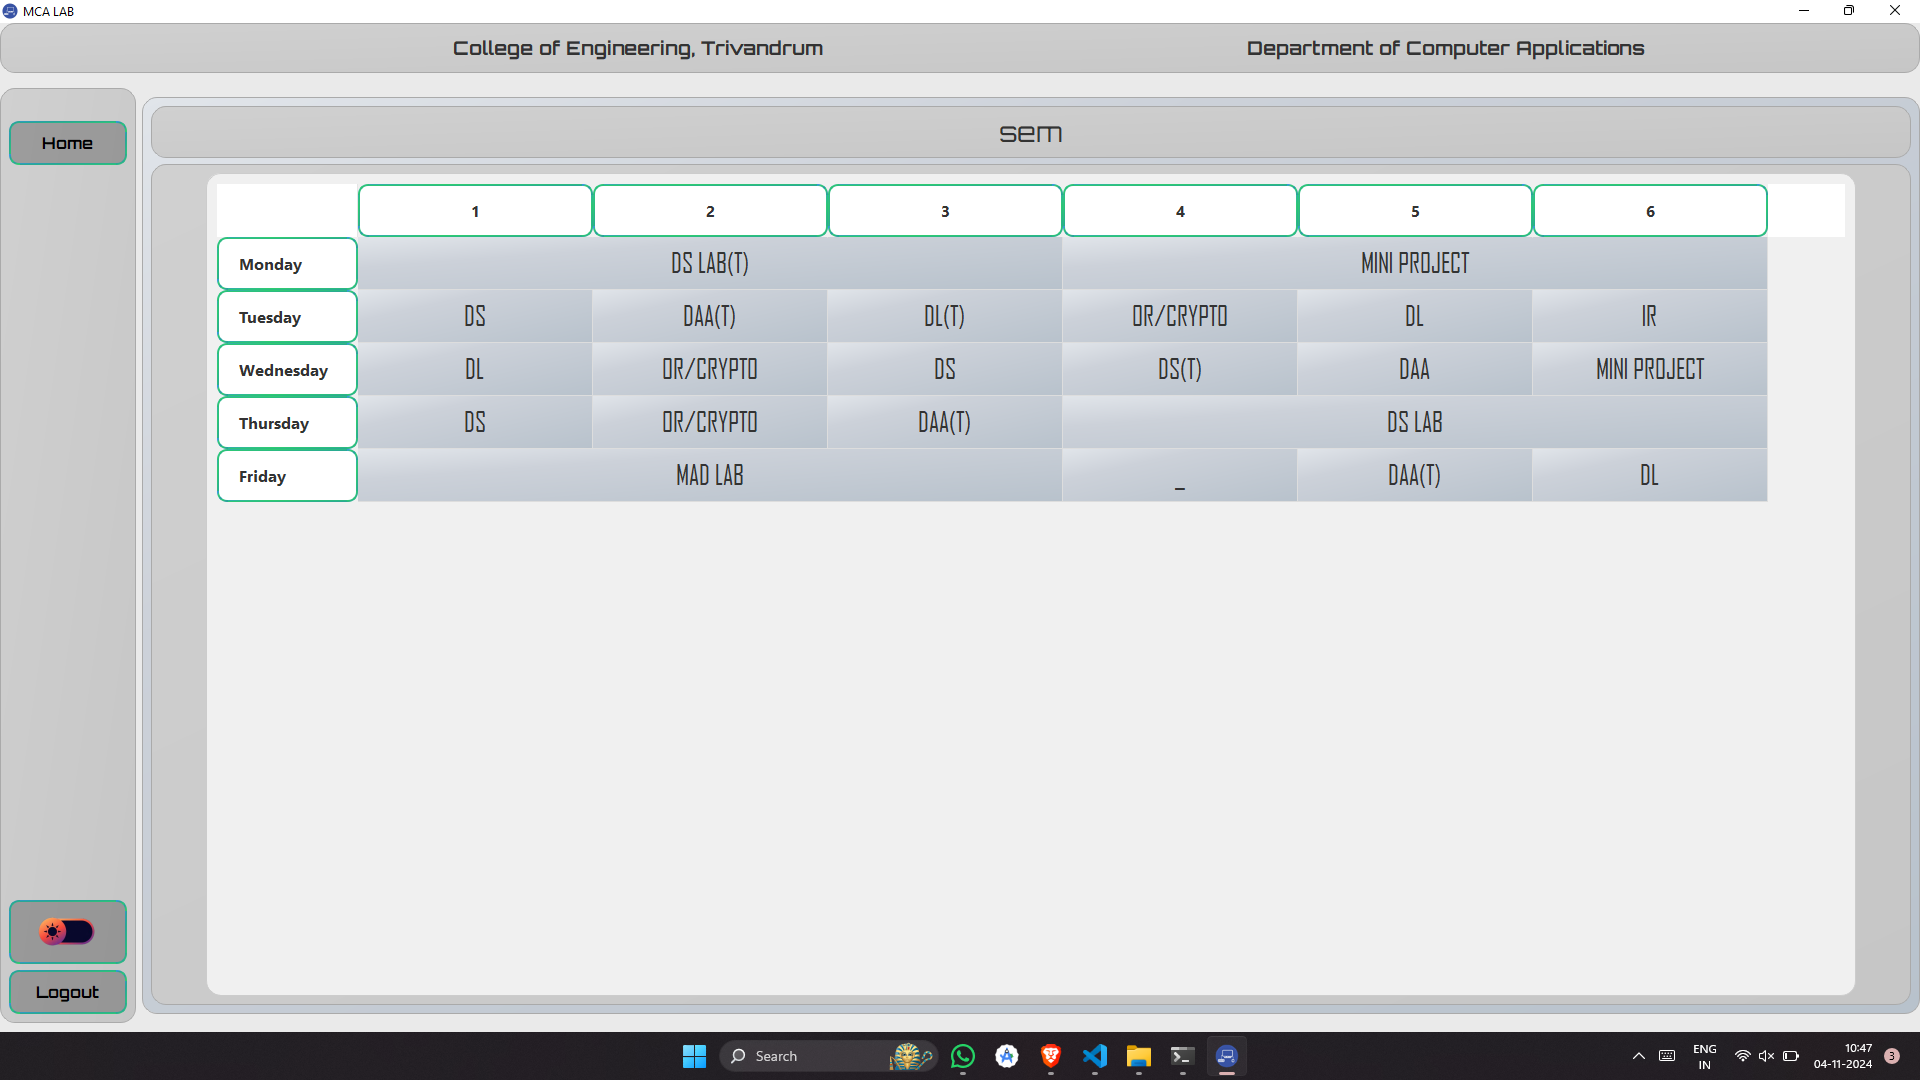 MCA LAB
College of Engineering, Trivandrum Department of Computer Applications
Home
sem
1 2 3 4 5 6
Monday DS LAB(T) MINI PROJECT
Tuesday DS DAA(T) DL(T) OR/CRYPTO DL IR
Wednesday DL OR/CRYPTO DS DS(T) DAA MINI PROJECT
Thursday DS OR/CRYPTO DAA(T) DS LAB
Friday MAD LAB _ DAA(T) DL
Logout
Search
ENG
IN
10:47
04-11-2024
3